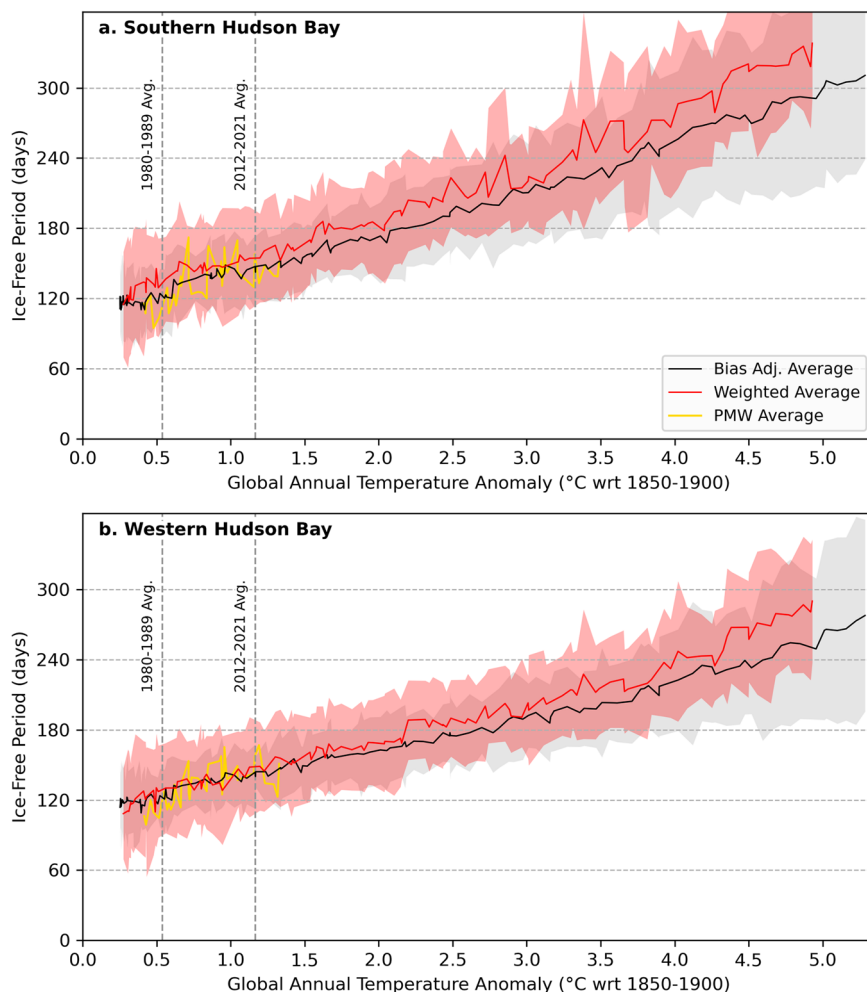 a. Southern Hudson Bay
300
240
180
120
60
0
Ice-Free Period (days)
1980-1989 Avg.
2012-2021 Avg.
Bias Adj. Average
Weighted Average
PMW Average
0.0 0.5 1.0 1.5 2.0 2.5 3.0 3.5 4.0 4.5 5.0
Global Annual Temperature Anomaly (°C wrt 1850-1900)
b. Western Hudson Bay
300
240
180
120
60
0
Ice-Free Period (days)
1980-1989 Avg.
2012-2021 Avg.
0.0 0.5 1.0 1.5 2.0 2.5 3.0 3.5 4.0 4.5 5.0
Global Annual Temperature Anomaly (°C wrt 1850-1900)